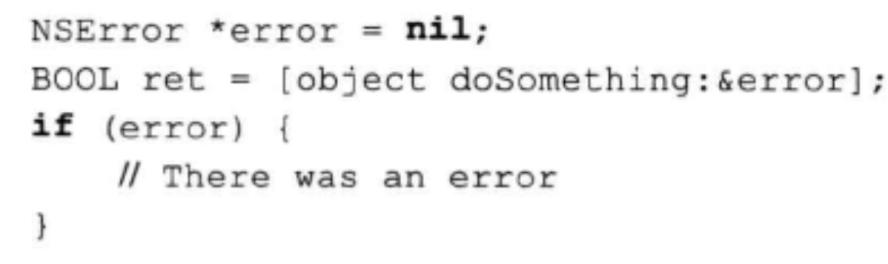 NSError *error = nil;
BOOL ret = [object doSomething:&error];
if (error) {
    // There was an error
}